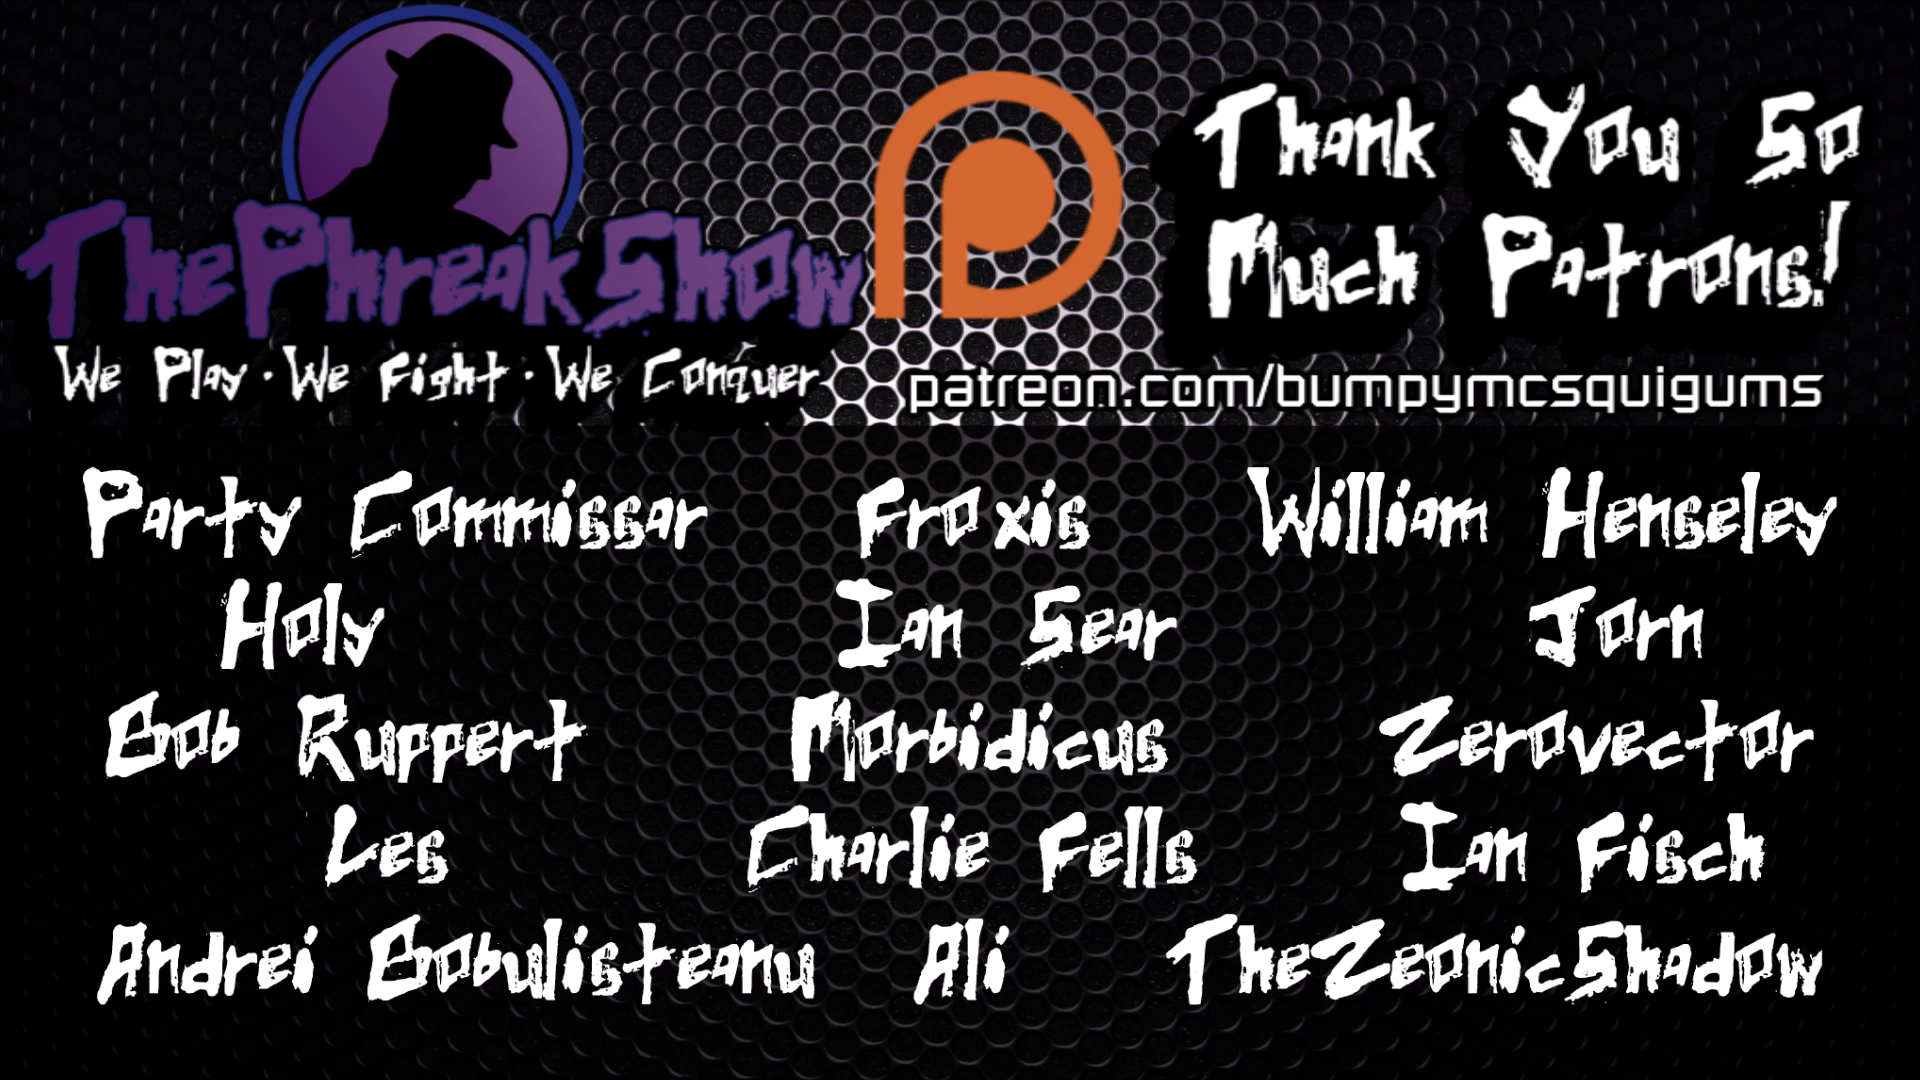 ThePhreakShow
We Play · We Fight · We Conquer
Thank You So
Much Patrons!
patreon.com/bumpymcsquigums
Party Commissar Froxis William Henseley
Holy Ian Sear Jorn
Bob Ruppert Morbidicus Zerovector
Les Charlie Fells Ian Fisch
Andrei Bobulisteanu Ali TheZeonicShadow